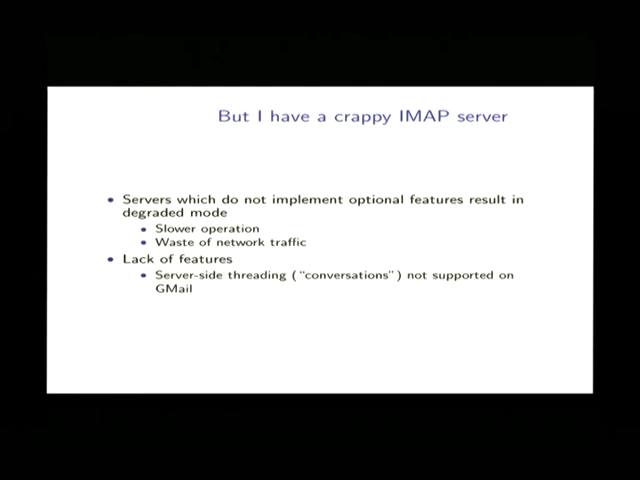 But I have a crappy IMAP server
• Servers which do not implement optional features result in
degraded mode
• Slower operation
• Waste of network traffic
• Lack of features
• Server-side threading (“conversations”) not supported on
GMail